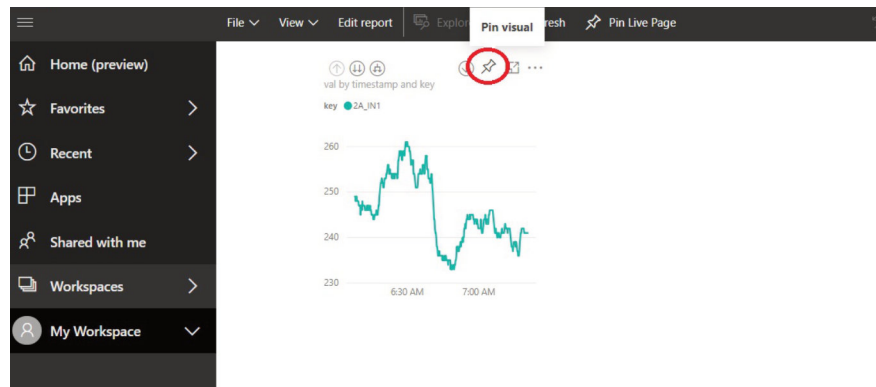 File View Edit report Explor Pin visual resh Pin Live Page
Home (preview)
Favorites
Recent
Apps
Shared with me
Workspaces
My Workspace
val by timestamp and key
key 2A_IN1
260
250
240
230
6:30 AM 7:00 AM